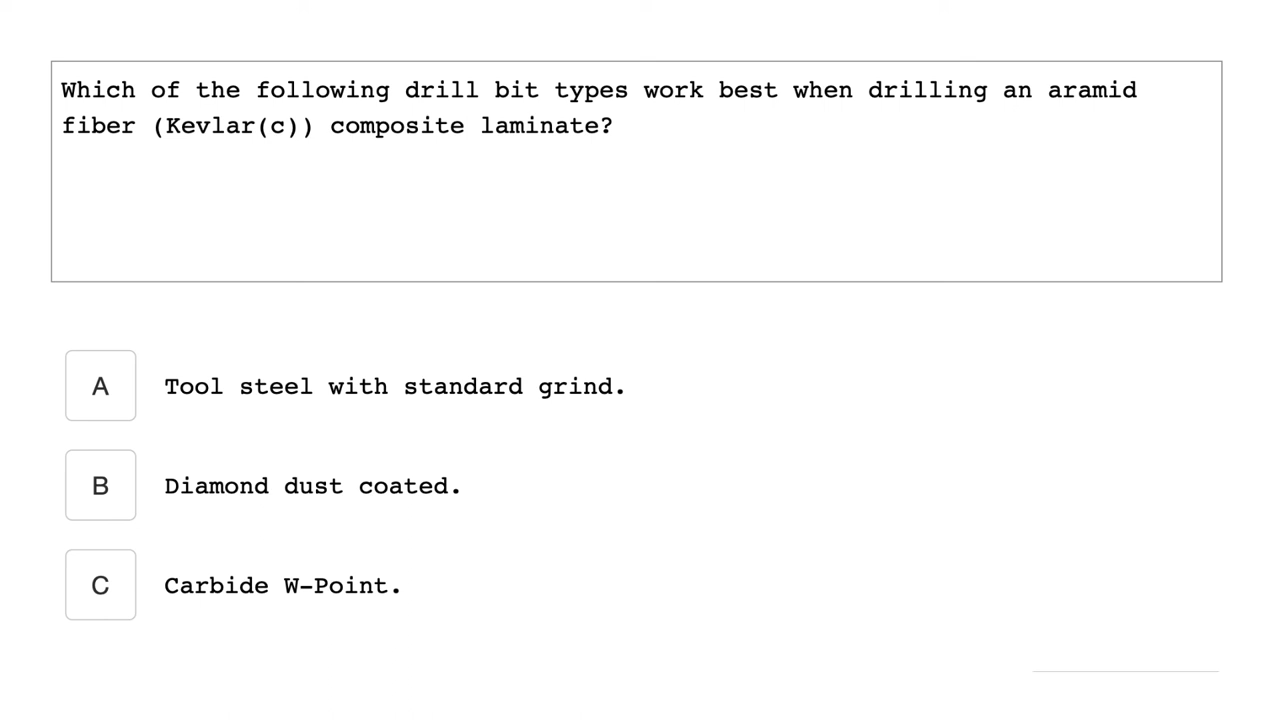 Which of the following drill bit types work best when drilling an aramid
fiber (Kevlar(c)) composite laminate?
A Tool steel with standard grind.
B Diamond dust coated.
C Carbide W-Point.